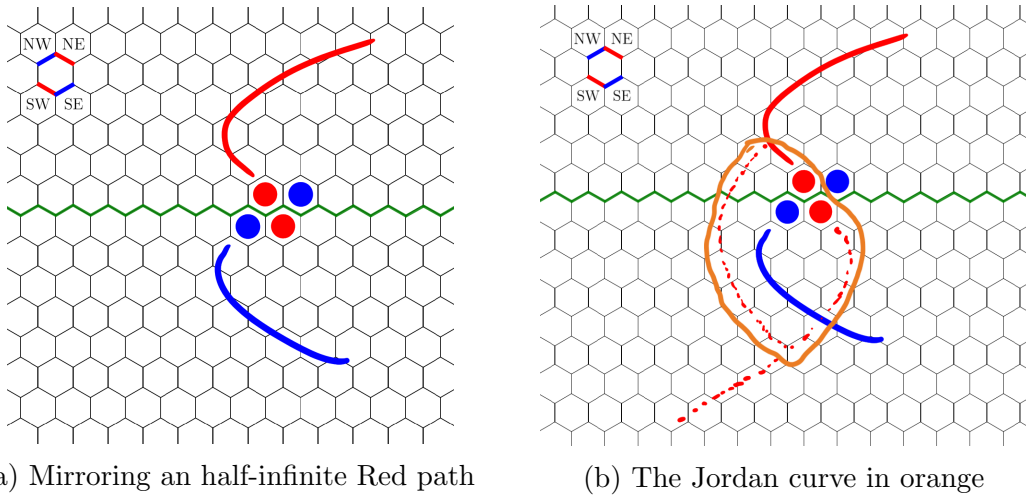 NW NE
SW SE
NW NE
SW SE
) Mirroring an half-infinite Red path
(b) The Jordan curve in orange